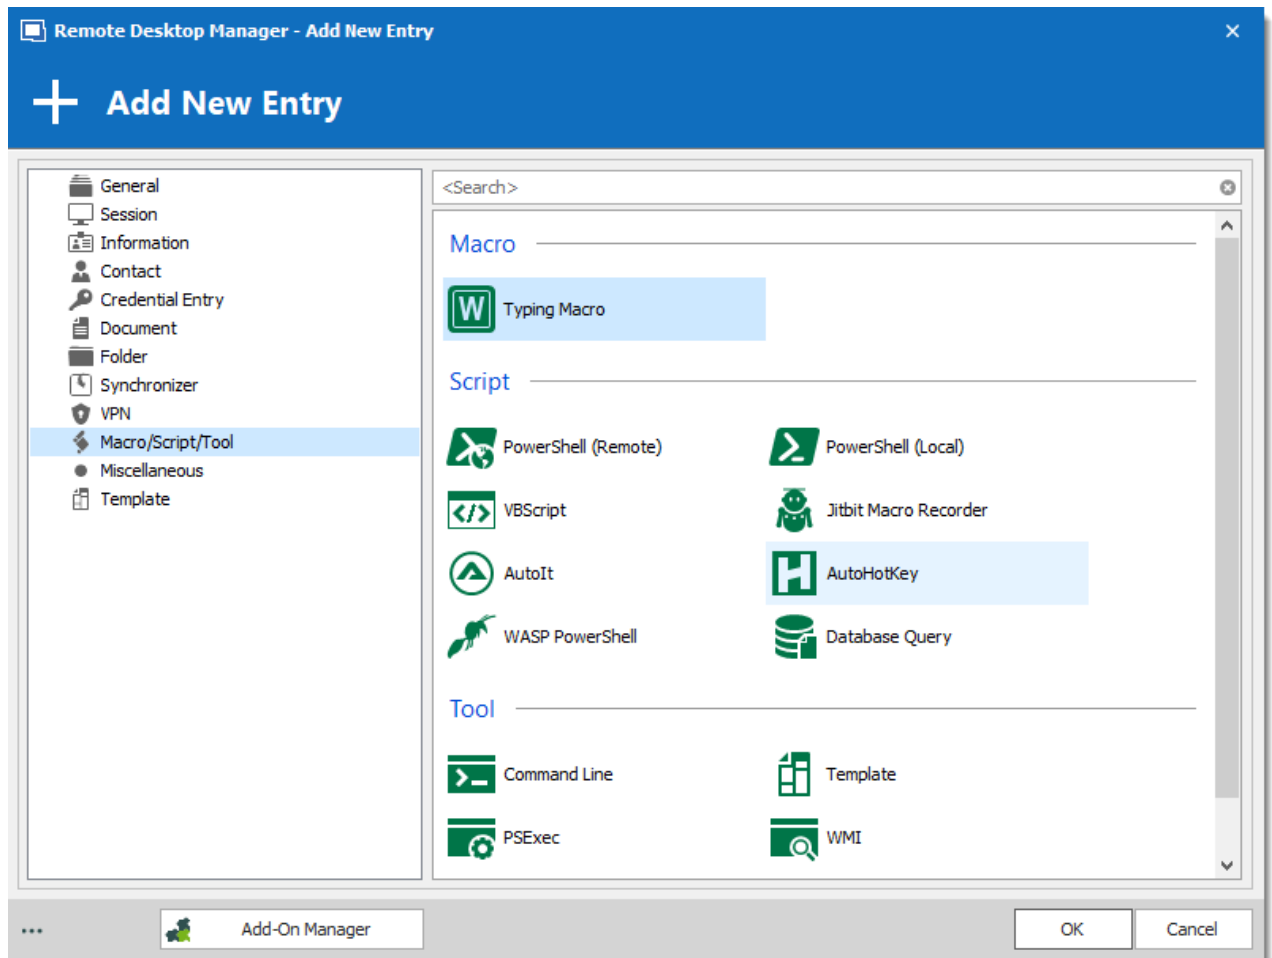 Remote Desktop Manager - Add New Entry
Add New Entry
General
Session
Information
Contact
Credential Entry
Document
Folder
Synchronizer
VPN
Macro/Script/Tool
Miscellaneous
Template
<Search>
Macro
W Typing Macro
Script
PowerShell (Remote)
PowerShell (Local)
VBScript
Jitbit Macro Recorder
AutoIt
H AutoHotKey
WASP PowerShell
Database Query
Tool
Command Line
Template
PSExec
WMI
Add-On Manager
OK
Cancel